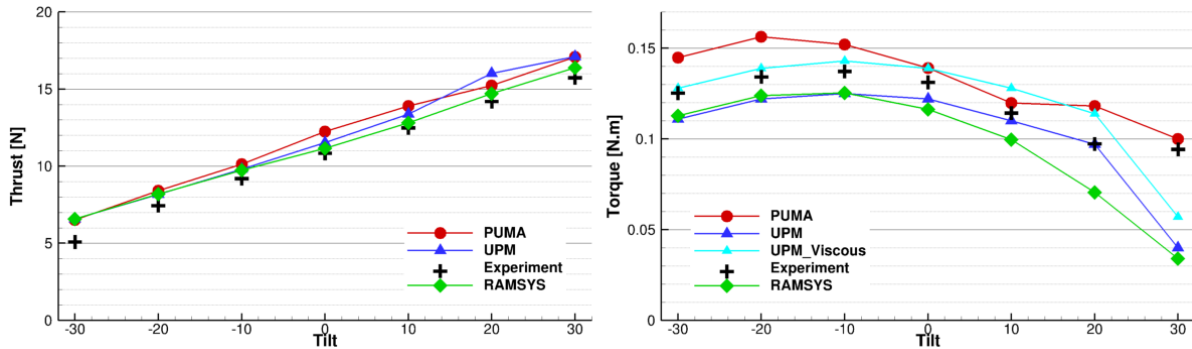 Thrust [N]
20
15
10
5
0
-30 -20 -10 0 10 20 30
Tilt
PUMA
UPM
Experiment
RAMSYS
Torque [N.m]
0.15
0.1
0.05
0
-30 -20 -10 0 10 20 30
Tilt
PUMA
UPM
UPM_Viscous
Experiment
RAMSYS